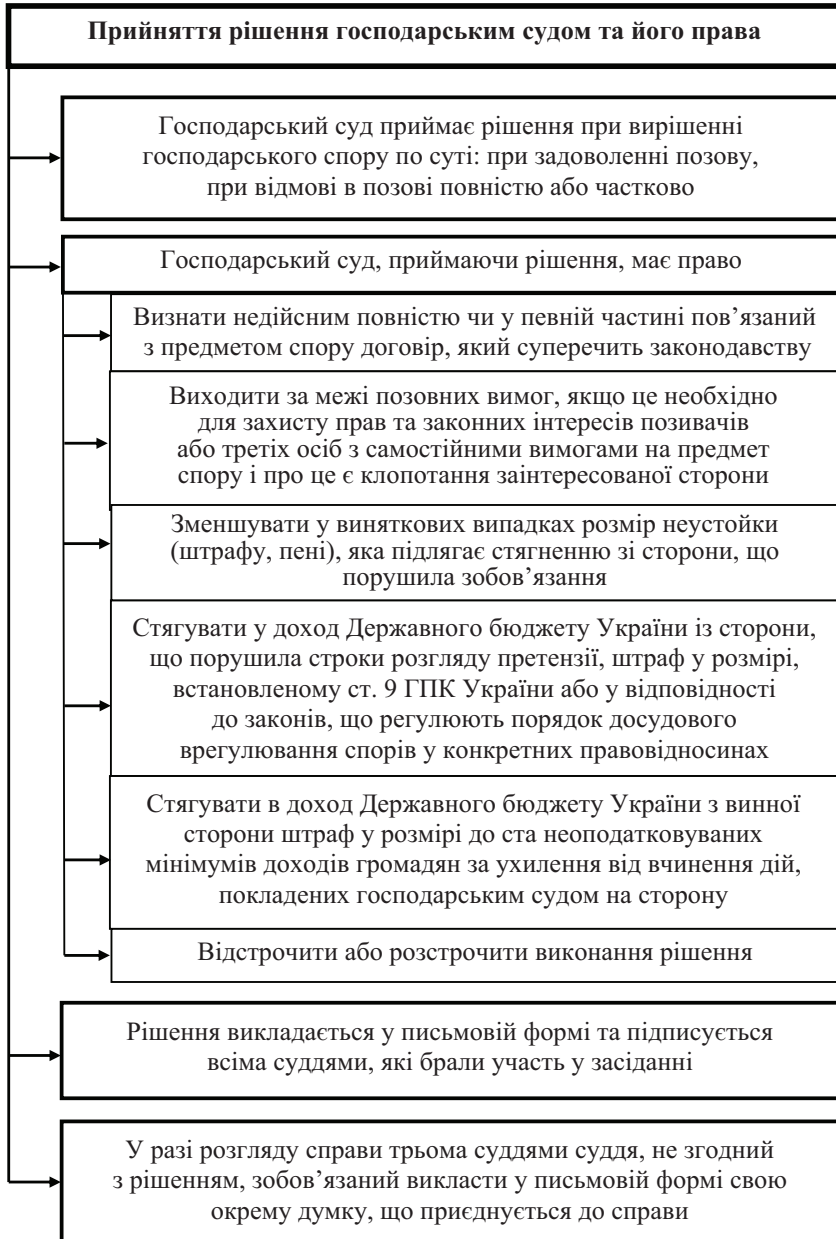 Прийняття рішення господарським судом та його права
Господарський суд приймає рішення при вирішенні
господарського спору по суті: при задоволенні позову,
при відмові в позові повністю або частково
Господарський суд, приймаючи рішення, має право
Визнати недійсним повністю чи у певній частині пов’язаний
з предметом спору договір, який суперечить законодавству
Виходити за межі позовних вимог, якщо це необхідно
для захисту прав та законних інтересів позивачів
або третіх осіб з самостійними вимогами на предмет
спору і про це є клопотання заінтересованої сторони
Зменшувати у виняткових випадках розмір неустойки
(штрафу, пені), яка підлягає стягненню зі сторони, що
порушила зобов’язання
Стягувати у доход Державного бюджету України із сторони,
що порушила строки розгляду претензії, штраф у розмірі,
встановленому ст. 9 ГПК України або у відповідності
до законів, що регулюють порядок досудового
врегулювання спорів у конкретних правовідносинах
Стягувати в доход Державного бюджету України з винної
сторони штраф у розмірі до ста неоподатковуваних
мінімумів доходів громадян за ухилення від вчинення дій,
покладених господарським судом на сторону
Відстрочити або розстрочити виконання рішення
Рішення викладається у письмовій формі та підписується
всіма суддями, які брали участь у засіданні
У разі розгляду справи трьома суддями суддя, не згодний
з рішенням, зобов’язаний викласти у письмовій формі свою
окрему думку, що приєднується до справи